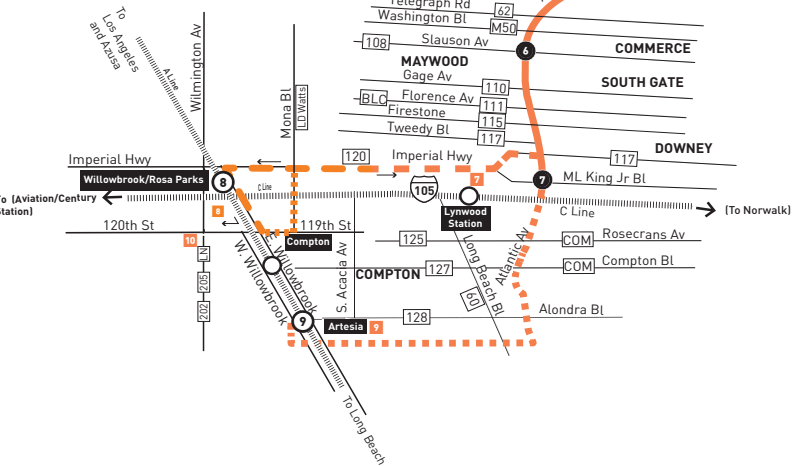 Telegraph Rd
62
Washington Bl
M50
108
Slauson Av
6
COMMERCE
MAYWOOD
Gage Av
110
SOUTH GATE
BLC
Florence Av
111
Firestone
115
Tweedy Bl
117
DOWNEY
117
To
Los Angeles
and Azusa
A Line
Wilmington Av
Mona Bl
LD Watts
Imperial Hwy
120
Imperial Hwy
7
7
ML King Jr Bl
Willowbrook/Rosa Parks
8
C Line
105
To (Aviation/Century
Station)
8
Lynwood
Station
C Line
(To Norwalk)
120th St
119th St
10
Compton
125
COM
Rosecrans Av
LN
205
202
W. Willowbrook
E. Willowbrook
S. Acacia Av
COMPTON
127
COM
Compton Bl
Long Beach Bl
60
Atlantic Av
9
Artesia
9
128
Alondra Bl
To Long Beach